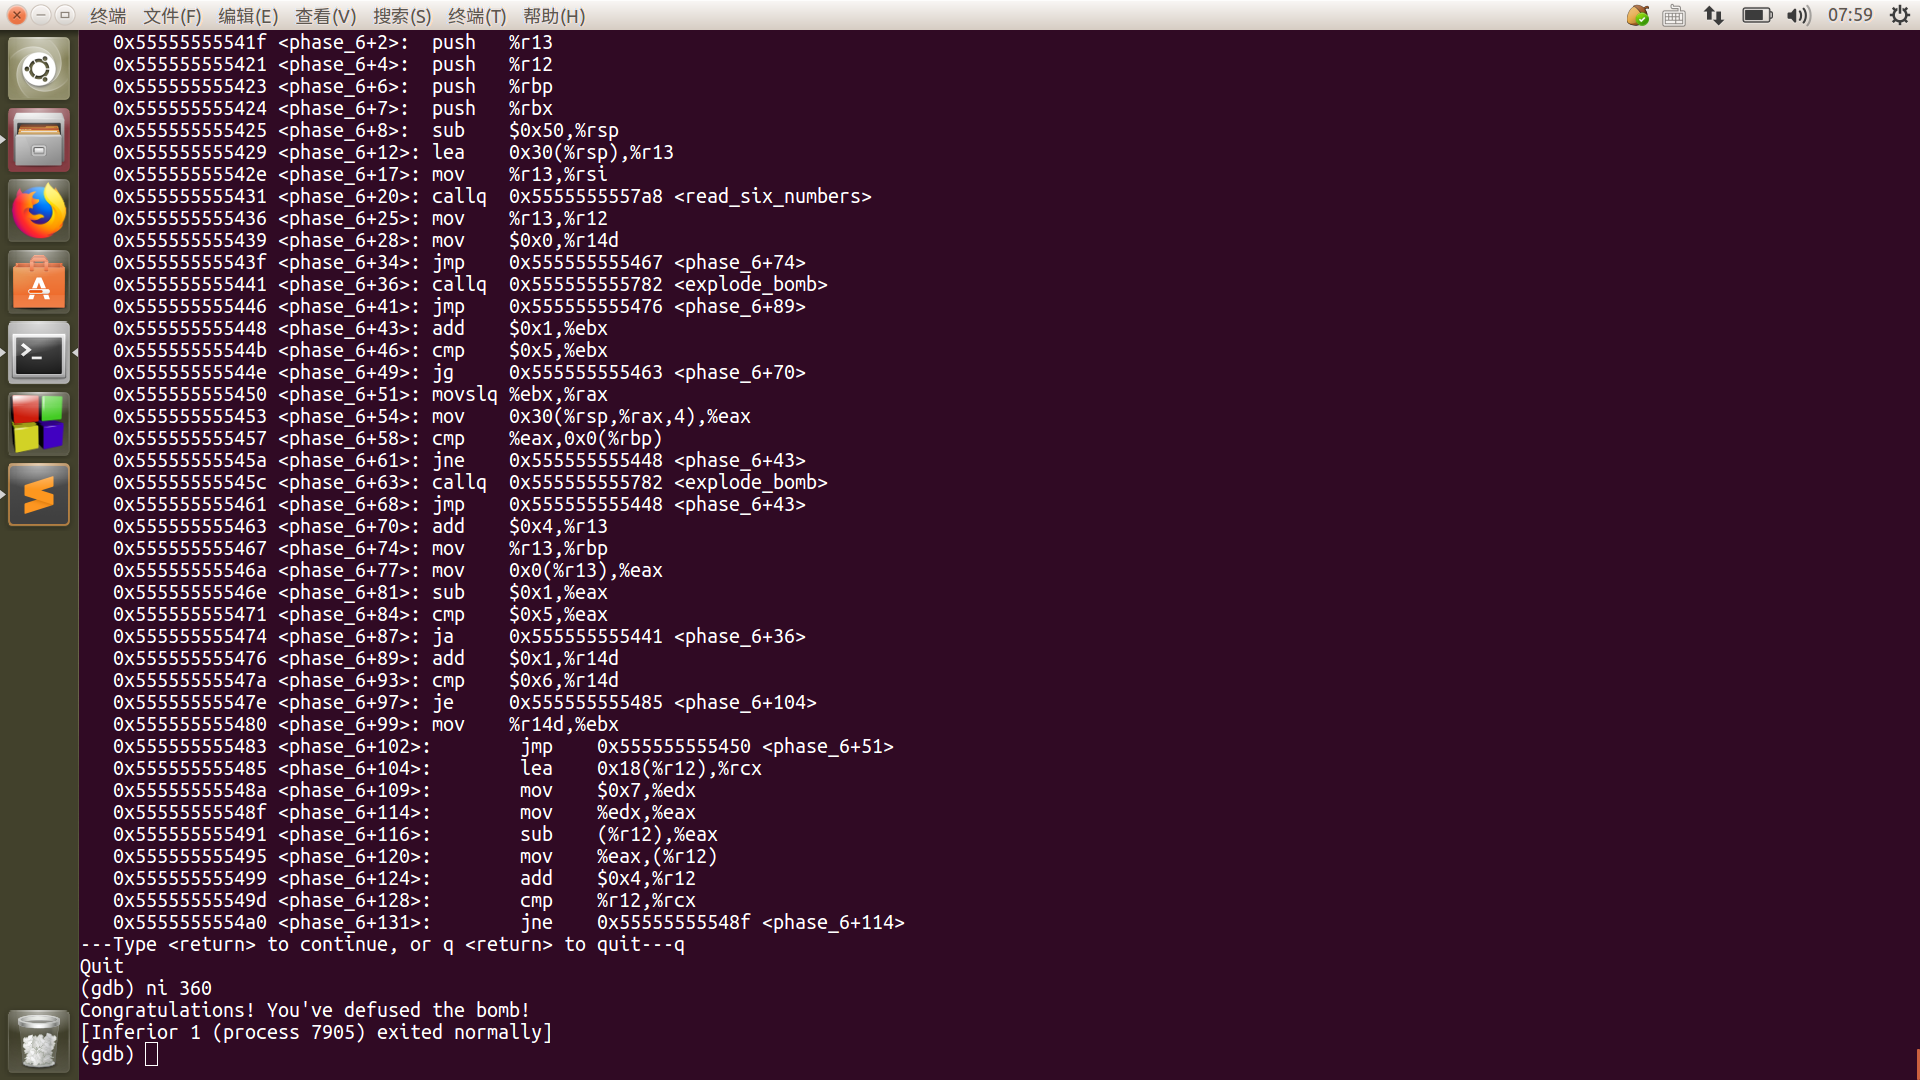 终端 文件(F) 编辑(E) 查看(V) 搜索(S) 终端(T) 帮助(H) 07:59
0x55555555541f <phase_6+2>: push %r13
0x555555555421 <phase_6+4>: push %r12
0x555555555423 <phase_6+6>: push %rbp
0x555555555424 <phase_6+7>: push %rbx
0x555555555425 <phase_6+8>: sub $0x50,%rsp
0x555555555429 <phase_6+12>: lea 0x30(%rsp),%r13
0x55555555542e <phase_6+17>: mov %r13,%rsi
0x555555555431 <phase_6+20>: callq 0x5555555557a8 <read_six_numbers>
0x555555555436 <phase_6+25>: mov %r13,%r12
0x555555555439 <phase_6+28>: mov $0x0,%r14d
0x55555555543f <phase_6+34>: jmp 0x555555555467 <phase_6+74>
0x555555555441 <phase_6+36>: callq 0x555555555782 <explode_bomb>
0x555555555446 <phase_6+41>: jmp 0x555555555476 <phase_6+89>
0x555555555448 <phase_6+43>: add $0x1,%ebx
0x55555555544b <phase_6+46>: cmp $0x5,%ebx
0x55555555544e <phase_6+49>: jg 0x555555555463 <phase_6+70>
0x555555555450 <phase_6+51>: movslq %ebx,%rax
0x555555555453 <phase_6+54>: mov 0x30(%rsp,%rax,4),%eax
0x555555555457 <phase_6+58>: cmp %eax,0x0(%rbp)
0x55555555545a <phase_6+61>: jne 0x555555555448 <phase_6+43>
0x55555555545c <phase_6+63>: callq 0x555555555782 <explode_bomb>
0x555555555461 <phase_6+68>: jmp 0x555555555448 <phase_6+43>
0x555555555463 <phase_6+70>: add $0x4,%r13
0x555555555467 <phase_6+74>: mov %r13,%rbp
0x55555555546a <phase_6+77>: mov 0x0(%r13),%eax
0x55555555546e <phase_6+81>: sub $0x1,%eax
0x555555555471 <phase_6+84>: cmp $0x5,%eax
0x555555555474 <phase_6+87>: ja 0x555555555441 <phase_6+36>
0x555555555476 <phase_6+89>: add $0x1,%r14d
0x55555555547a <phase_6+93>: cmp $0x6,%r14d
0x55555555547e <phase_6+97>: je 0x555555555485 <phase_6+104>
0x555555555480 <phase_6+99>: mov %r14d,%ebx
0x555555555483 <phase_6+102>: jmp 0x555555555450 <phase_6+51>
0x555555555485 <phase_6+104>: lea 0x18(%r12),%rcx
0x55555555548a <phase_6+109>: mov $0x7,%edx
0x55555555548f <phase_6+114>: mov %edx,%eax
0x555555555491 <phase_6+116>: sub (%r12),%eax
0x555555555495 <phase_6+120>: mov %eax,(%r12)
0x555555555499 <phase_6+124>: add $0x4,%r12
0x55555555549d <phase_6+128>: cmp %r12,%rcx
0x5555555554a0 <phase_6+131>: jne 0x55555555548f <phase_6+114>
---Type <return> to continue, or q <return> to quit---q
Quit
(gdb) ni 360
Congratulations! You've defused the bomb!
[Inferior 1 (process 7905) exited normally]
(gdb)